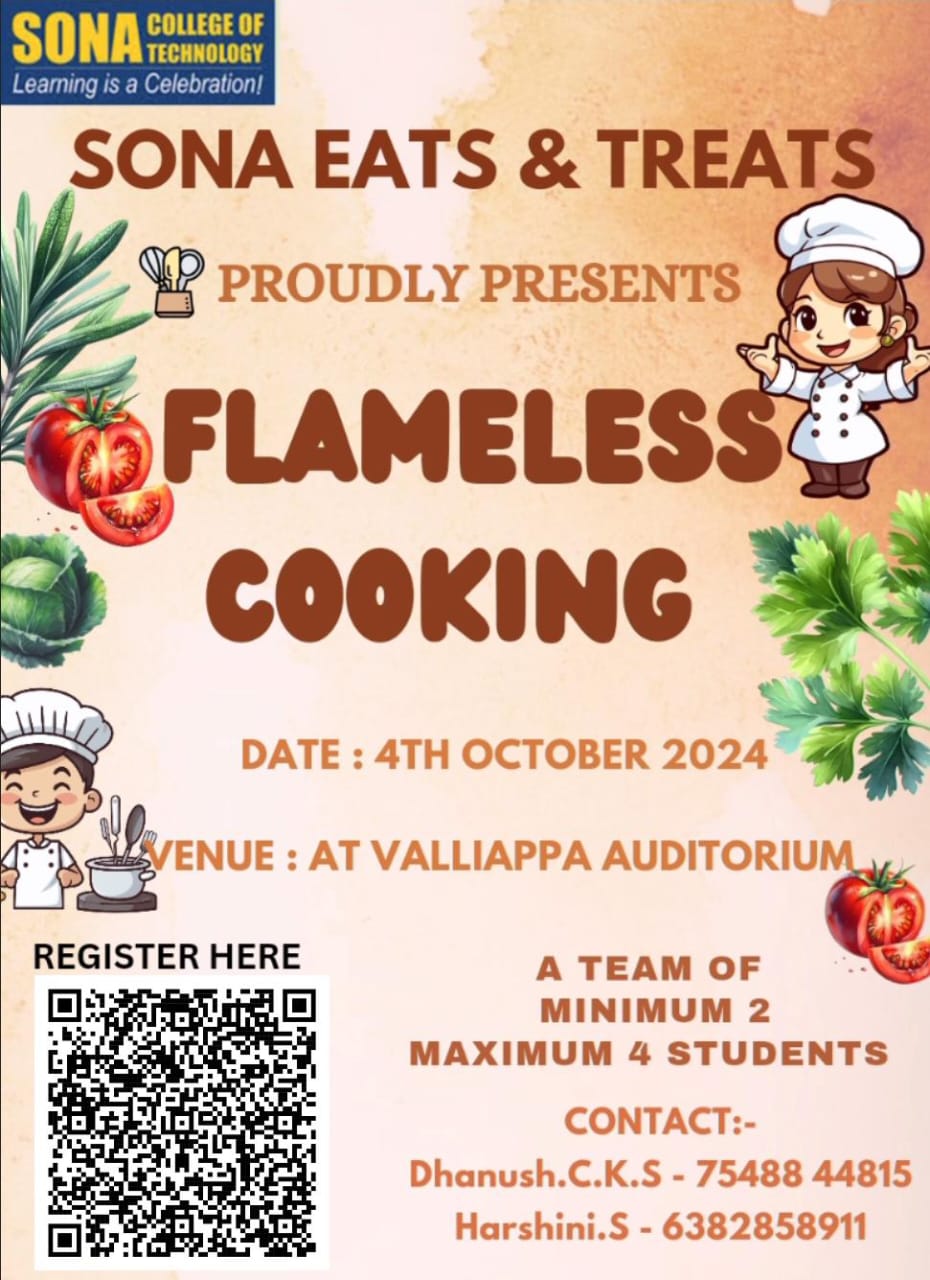 SONA COLLEGE OF
TECHNOLOGY
Learning is a Celebration!
SONA EATS & TREATS
PROUDLY PRESENTS
FLAMELESS
COOKING
DATE : 4TH OCTOBER 2024
VENUE : AT VALLIAPPA AUDITORIUM
REGISTER HERE
A TEAM OF
MINIMUM 2
MAXIMUM 4 STUDENTS
CONTACT:-
Dhanush.C.K.S - 75488 44815
Harshini.S - 6382858911